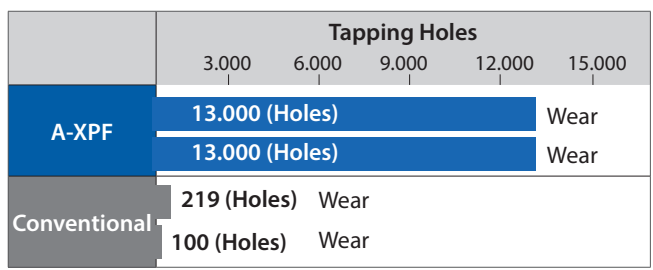 Tapping Holes
3.000 6.000 9.000 12.000 15.000
A-XPF
13.000 (Holes) Wear
13.000 (Holes) Wear
Conventional
219 (Holes) Wear
100 (Holes) Wear